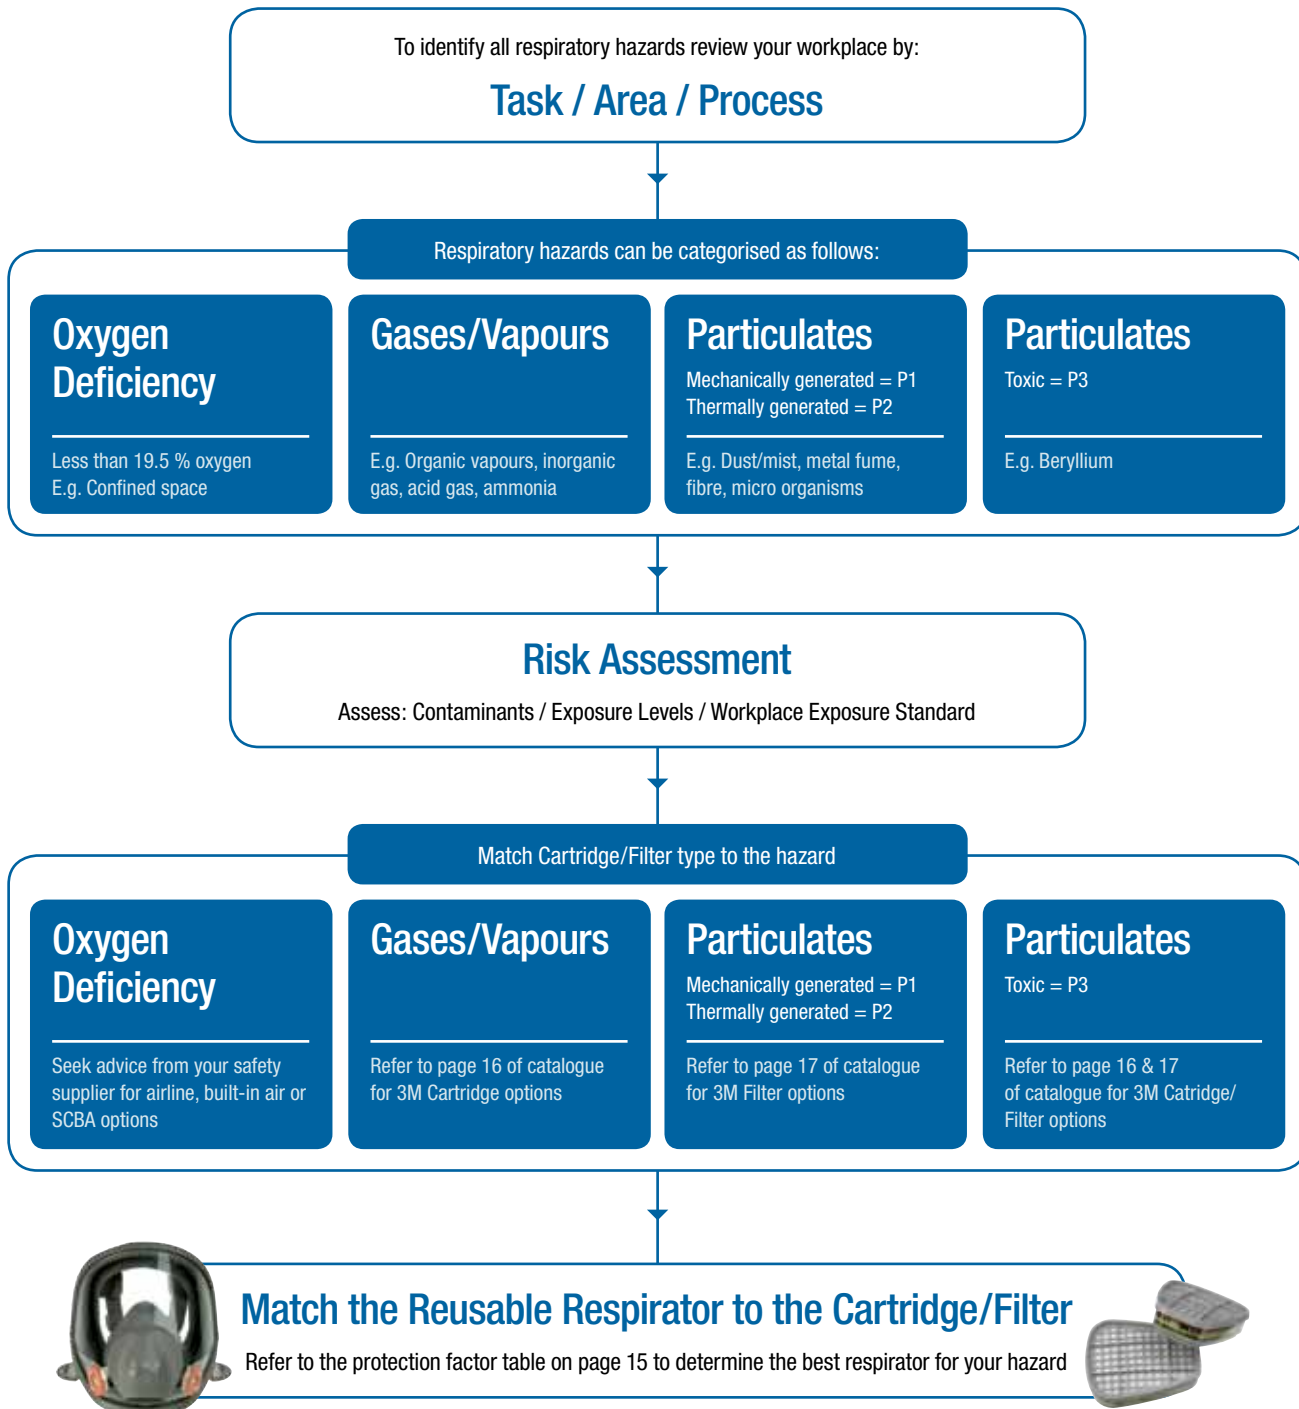 To identify all respiratory hazards review your workplace by:
Task / Area / Process
Respiratory hazards can be categorised as follows:
Oxygen
Deficiency
Less than 19.5 % oxygen
E.g. Confined space
Gases/Vapours
E.g. Organic vapours, inorganic
gas, acid gas, ammonia
Particulates
Mechanically generated = P1
Thermally generated = P2
E.g. Dust/mist, metal fume,
fibre, micro organisms
Particulates
Toxic = P3
E.g. Beryllium
Risk Assessment
Assess: Contaminants / Exposure Levels / Workplace Exposure Standard
Match Cartridge/Filter type to the hazard
Oxygen
Deficiency
Seek advice from your safety
supplier for airline, built-in air or
SCBA options
Gases/Vapours
Refer to page 16 of catalogue
for 3M Cartridge options
Particulates
Mechanically generated = P1
Thermally generated = P2
Refer to page 17 of catalogue
for 3M Filter options
Particulates
Toxic = P3
Refer to page 16 & 17
of catalogue for 3M Catridge/
Filter options
Match the Reusable Respirator to the Cartridge/Filter
Refer to the protection factor table on page 15 to determine the best respirator for your hazard